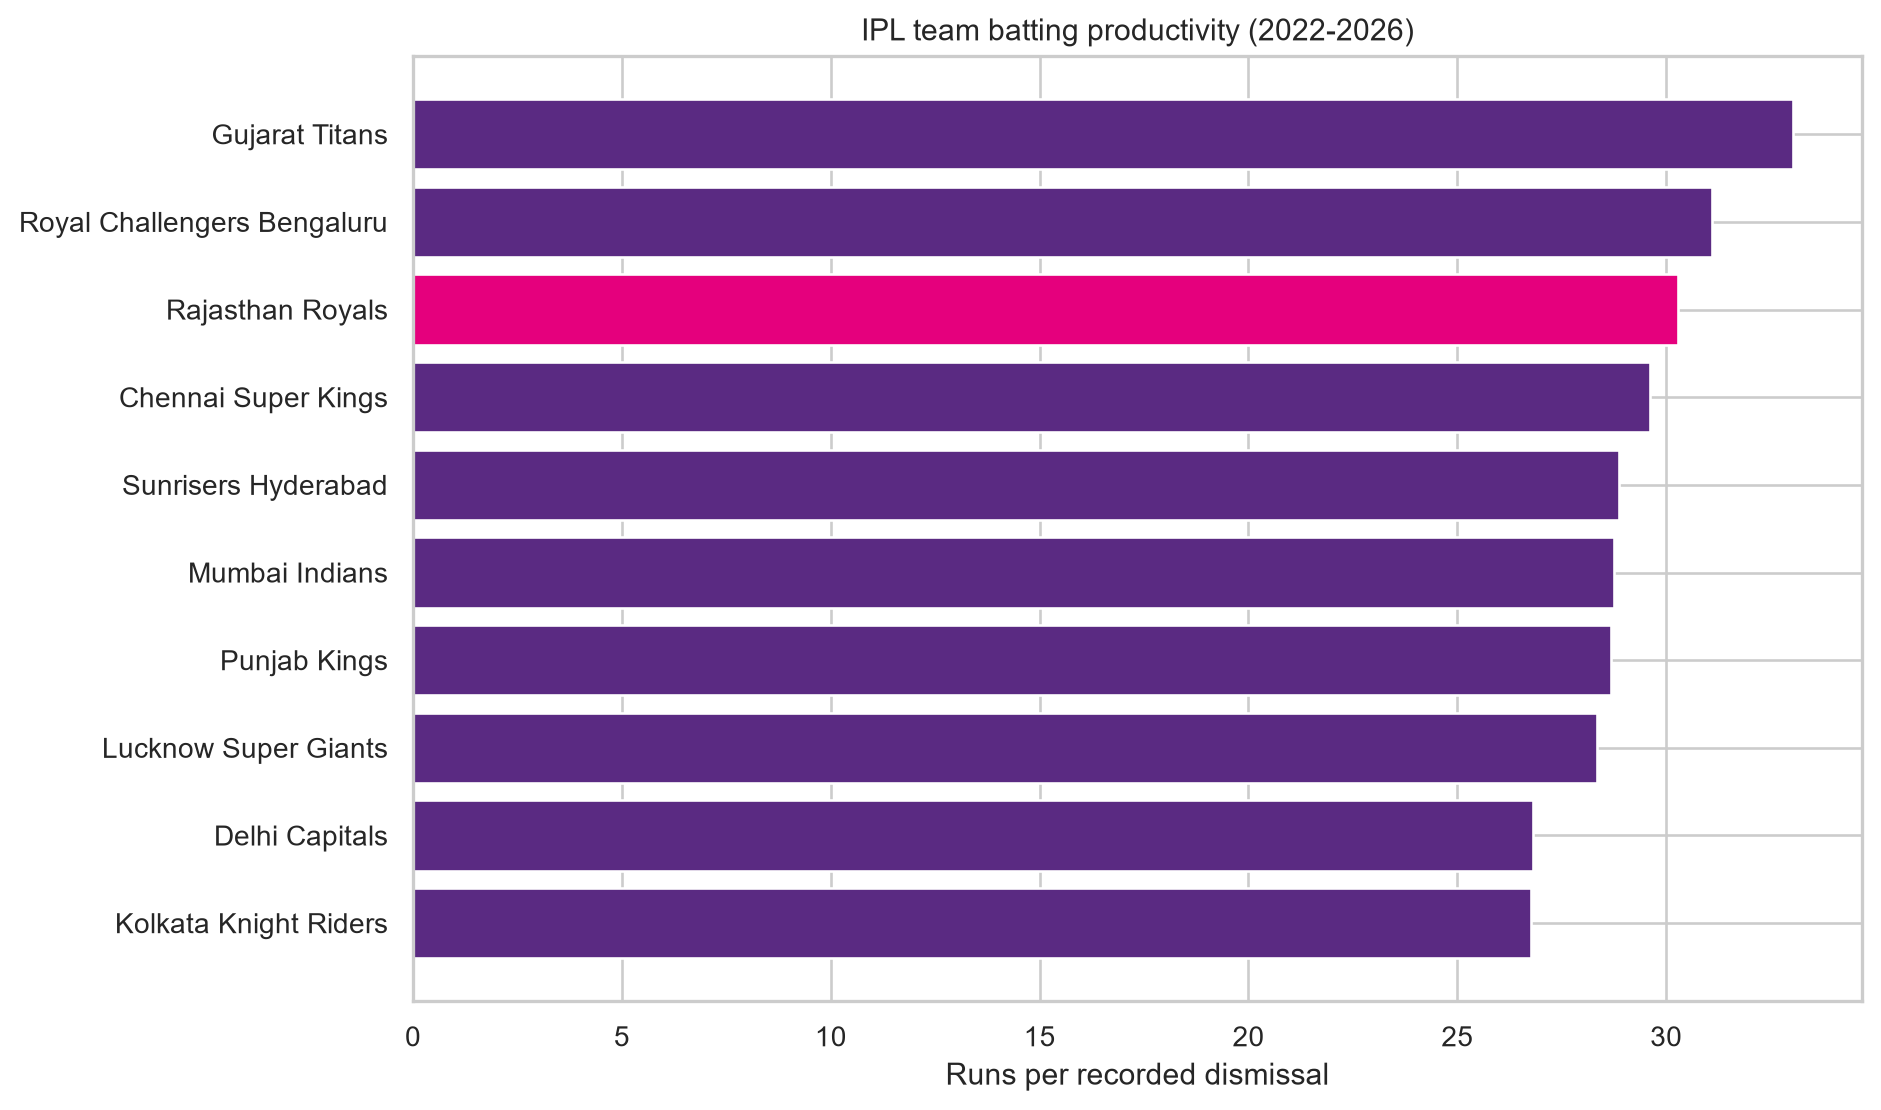 IPL team batting productivity (2022-2026)
Gujarat Titans
Royal Challengers Bengaluru
Rajasthan Royals
Chennai Super Kings
Sunrisers Hyderabad
Mumbai Indians
Punjab Kings
Lucknow Super Giants
Delhi Capitals
Kolkata Knight Riders
0 5 10 15 20 25 30
Runs per recorded dismissal